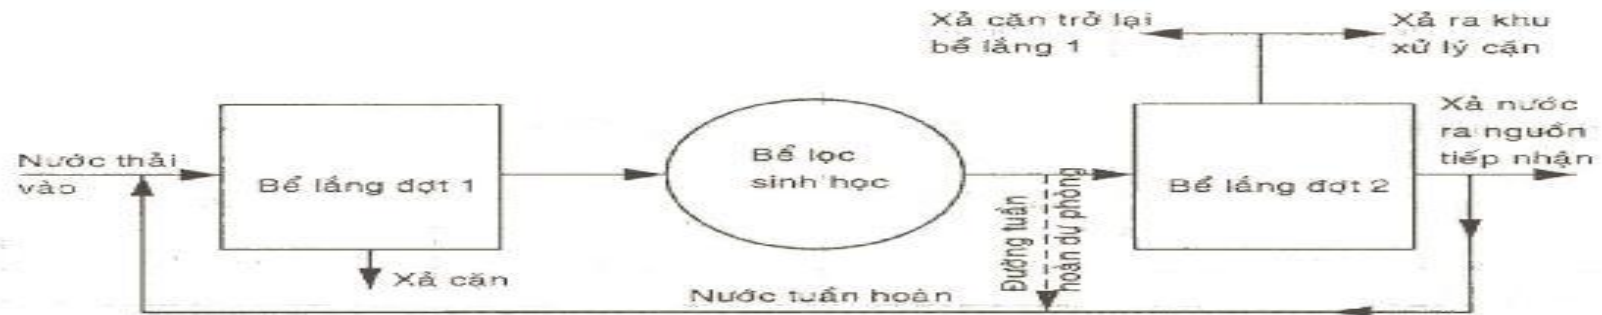 Xả cặn trở lại
bể lắng 1
Xả ra khu
xử lý cặn
Nước thải
vào
Bể lắng đợt 1
Bể lọc
sinh học
Đường tuần
hoàn dự phòng
Bể lắng đợt 2
Xả nước
ra nguồn
tiếp nhận
Xả cặn
Nước tuần hoàn